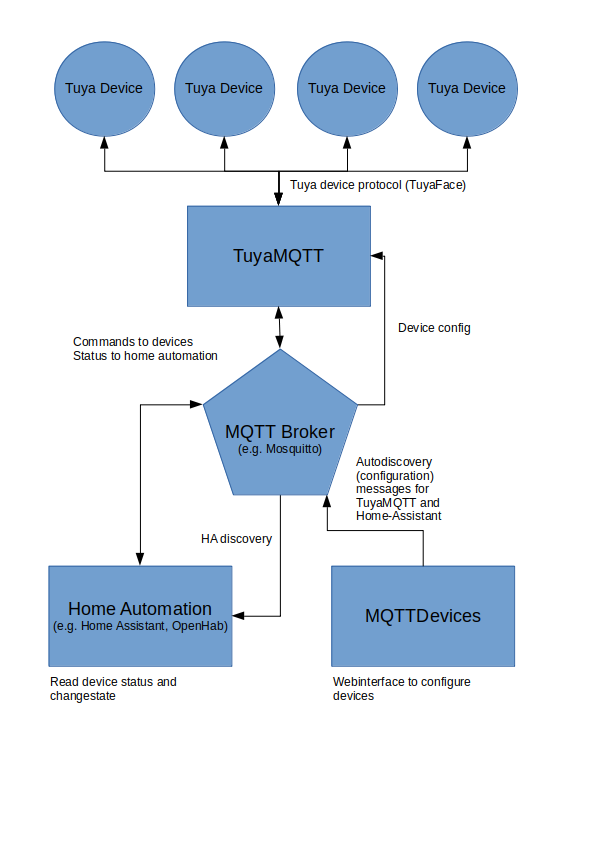 Tuya Device
Tuya Device
Tuya Device
Tuya Device
Tuya device protocol (TuyaFace)
TuyaMQTT
Device config
Commands to devices
Status to home automation
MQTT Broker
(e.g. Mosquitto)
Autodiscovery
(configuration)
messages for
TuyaMQTT and
Home-Assistant
HA discovery
Home Automation
(e.g. Home Assistant, OpenHab)
MQTTDevices
Read device status and
changestate
Webinterface to configure
devices